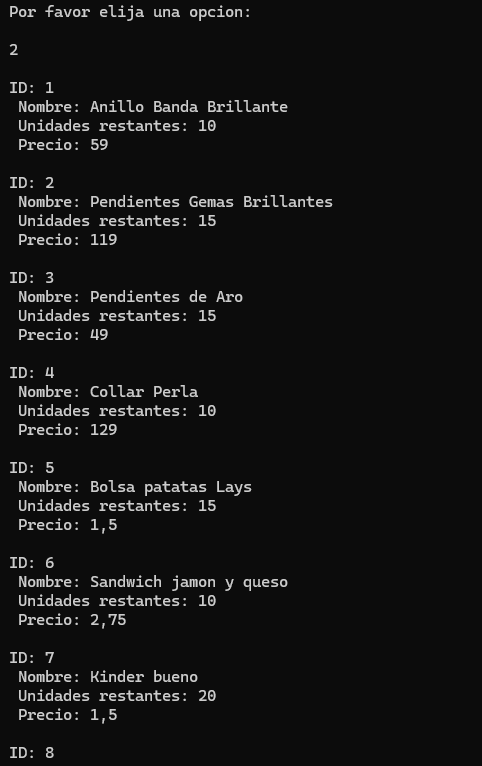 Por favor elija una opcion:
2
ID: 1
Nombre: Anillo Banda Brillante
Unidades restantes: 10
Precio: 59
ID: 2
Nombre: Pendientes Gemas Brillantes
Unidades restantes: 15
Precio: 119
ID: 3
Nombre: Pendientes de Aro
Unidades restantes: 15
Precio: 49
ID: 4
Nombre: Collar Perla
Unidades restantes: 10
Precio: 129
ID: 5
Nombre: Bolsa patatas Lays
Unidades restantes: 15
Precio: 1,5
ID: 6
Nombre: Sandwich jamon y queso
Unidades restantes: 10
Precio: 2,75
ID: 7
Nombre: Kinder bueno
Unidades restantes: 20
Precio: 1,5
ID: 8